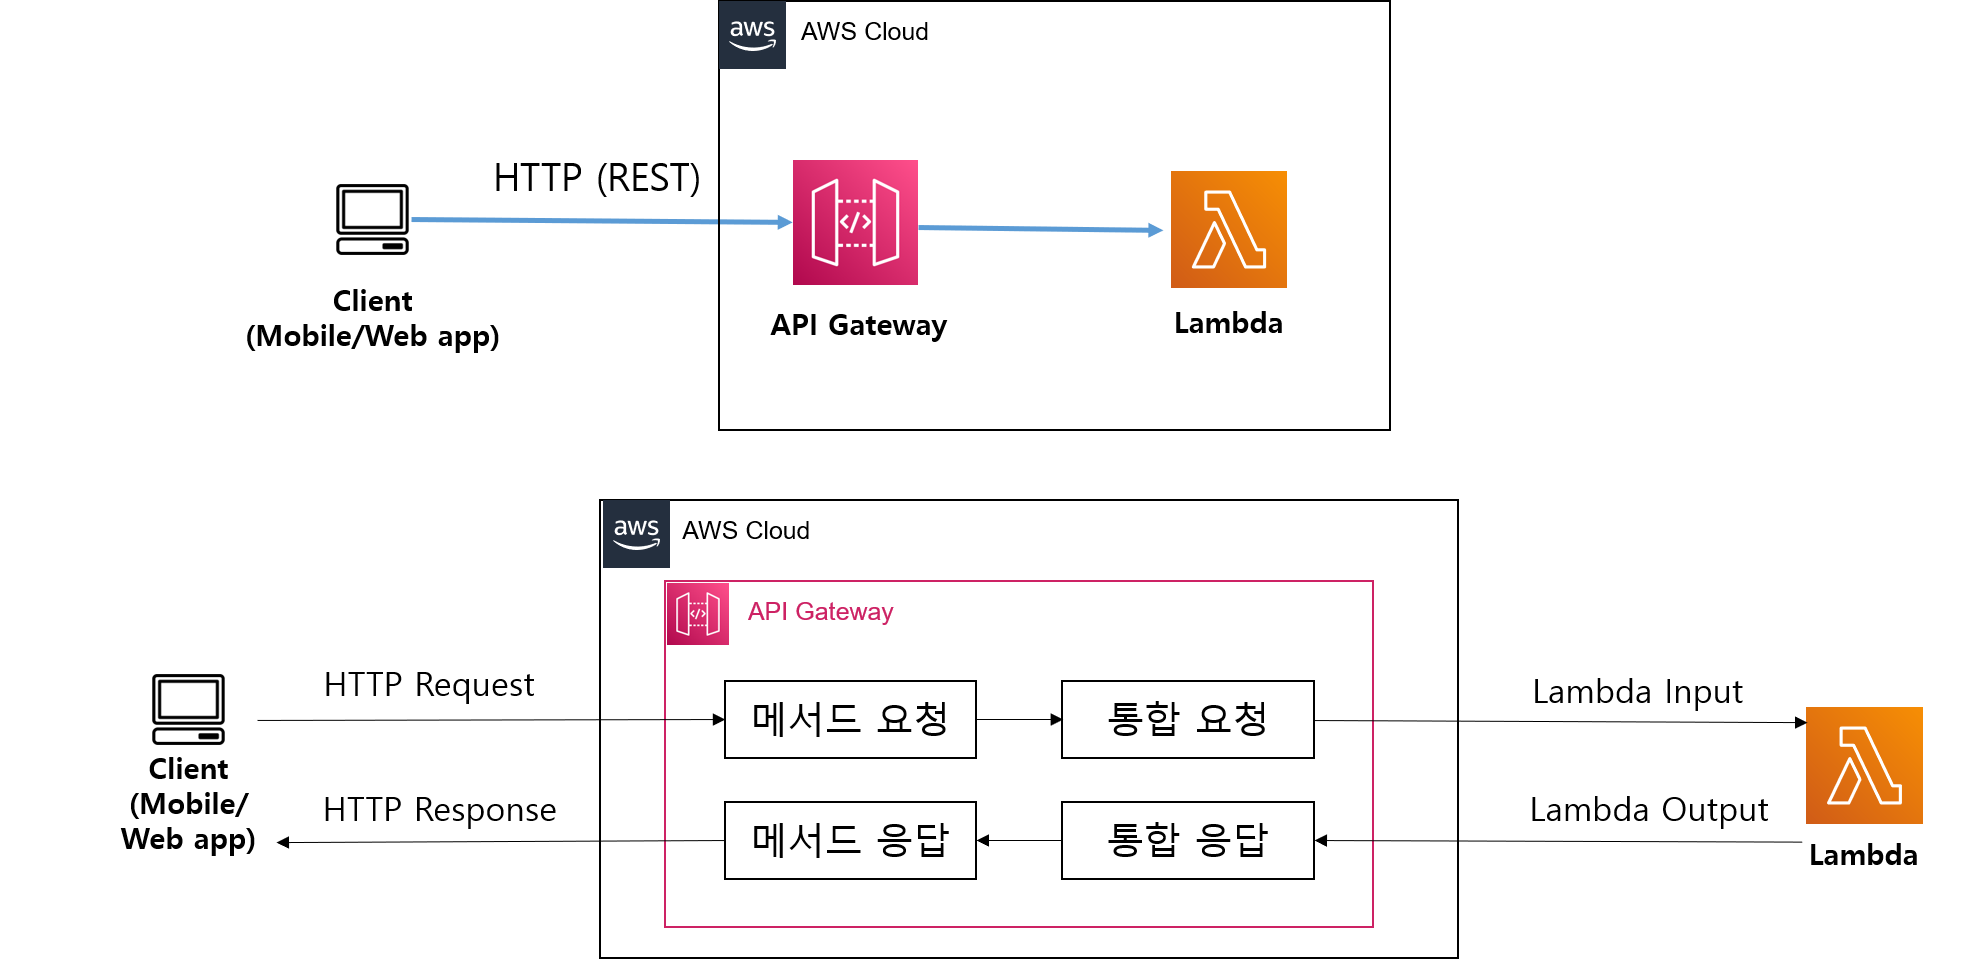 aws
AWS Cloud
HTTP (REST)
Client
(Mobile/Web app)
</>
API Gateway
Lambda
aws
AWS Cloud
</>
API Gateway
HTTP Request
메서드 요청
통합 요청
Lambda Input
Client
(Mobile/
Web app)
HTTP Response
메서드 응답
통합 응답
Lambda Output
Lambda